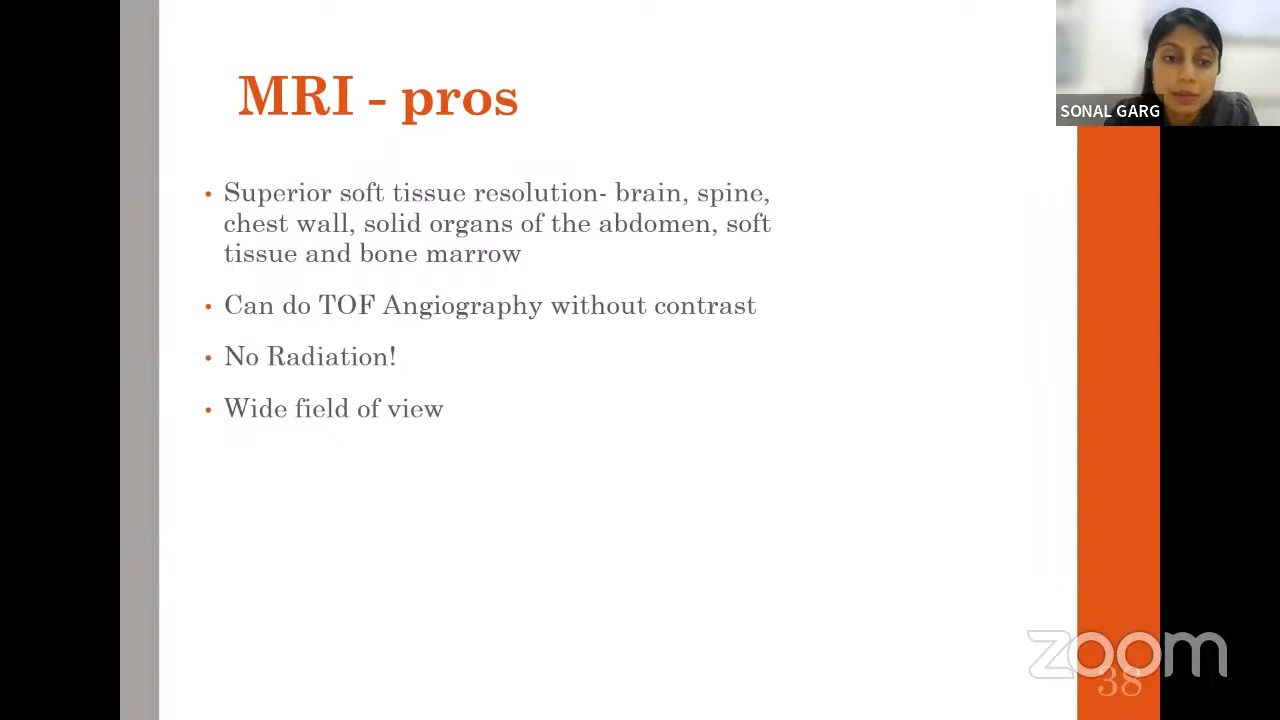 MRI - pros
SONAL GARG
• Superior soft tissue resolution- brain, spine,
chest wall, solid organs of the abdomen, soft
tissue and bone marrow
• Can do TOF Angiography without contrast
• No Radiation!
• Wide field of view
zoom
38